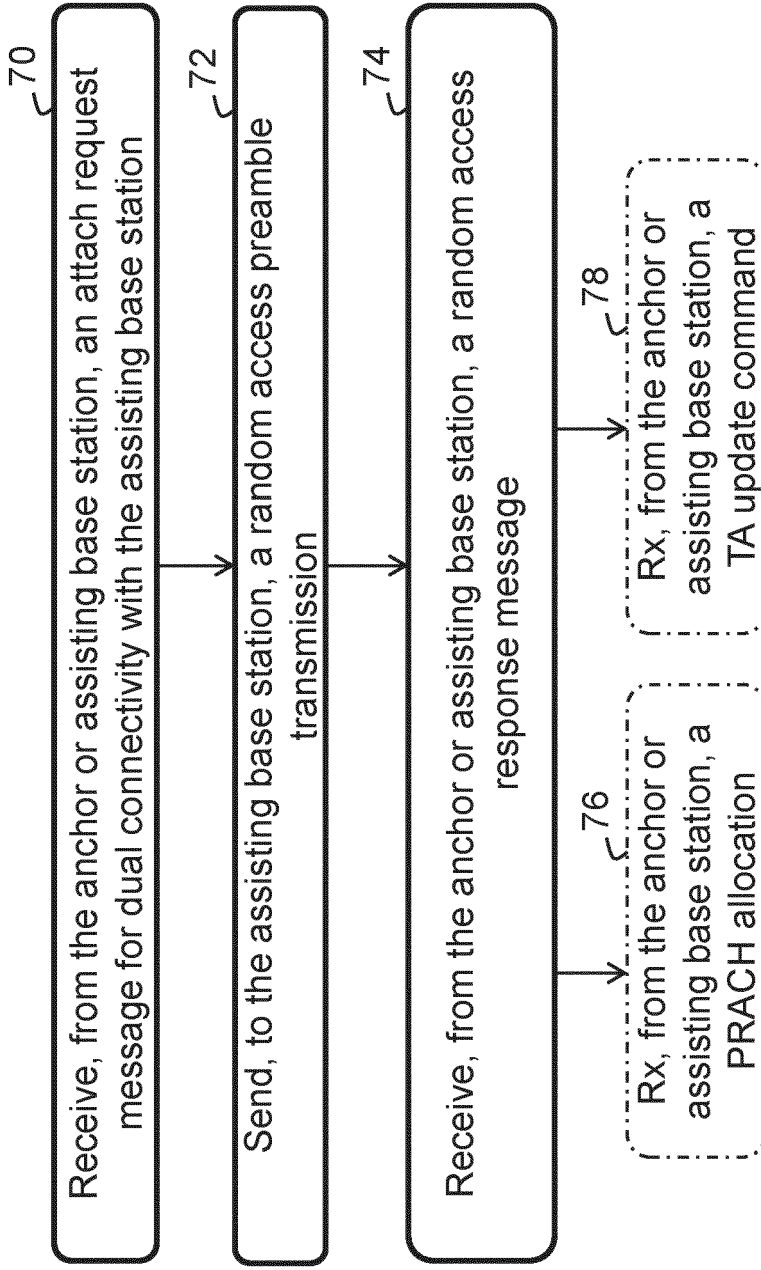 70
Receive, from the anchor or assisting base station, an attach request
message for dual connectivity with the assisting base station
72
Send, to the assisting base station, a random access preamble
transmission
74
Receive, from the anchor or assisting base station, a random access
response message
76
Rx, from the anchor or
assisting base station, a
PRACH allocation
78
Rx, from the anchor or
assisting base station, a
TA update command